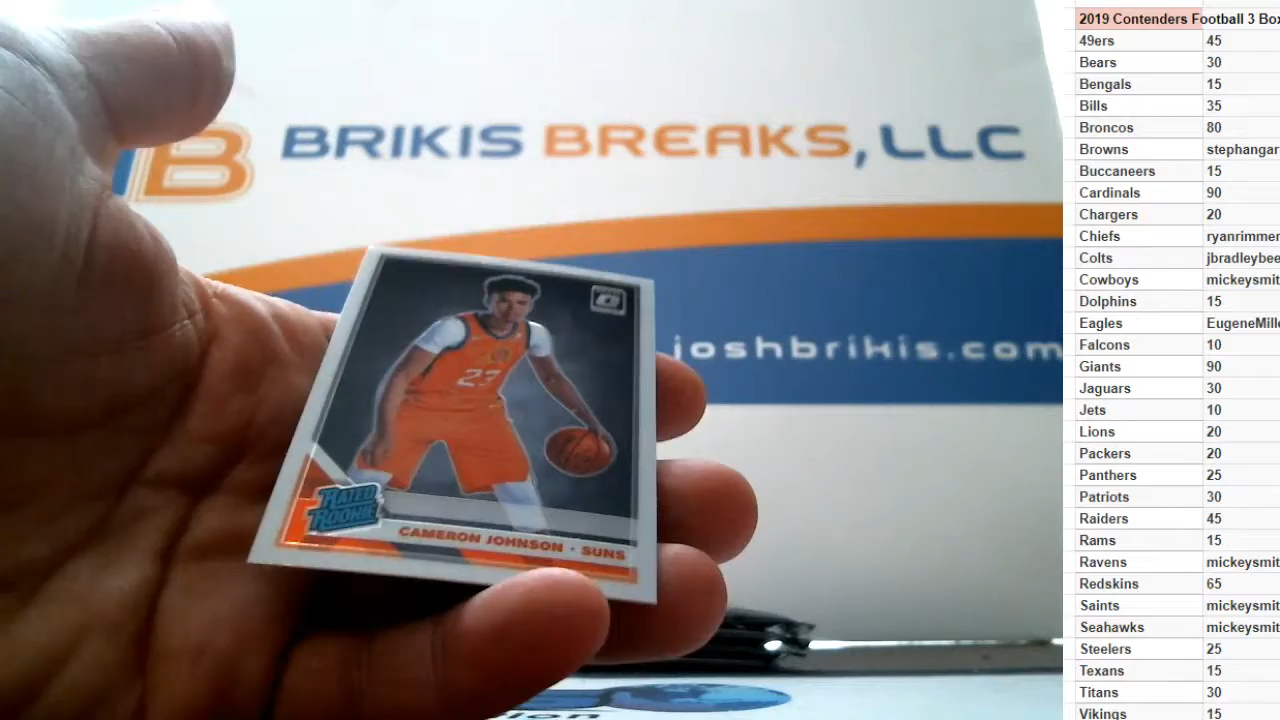 B BRIKIS BREAKS, LLC
joshbrikis.com
23
RATED
ROOKIE
CAMERON JOHNSON · SUNS
2019 Contenders Football 3 Box
49ers 45
Bears 30
Bengals 15
Bills 35
Broncos 80
Browns stephangar
Buccaneers 15
Cardinals 90
Chargers 20
Chiefs ryanrimmer
Colts jbradleybee
Cowboys mickeysmit
Dolphins 15
Eagles EugeneMille
Falcons 10
Giants 90
Jaguars 30
Jets 10
Lions 20
Packers 20
Panthers 25
Patriots 30
Raiders 45
Rams 15
Ravens mickeysmit
Redskins 65
Saints mickeysmit
Seahawks mickeysmit
Steelers 25
Texans 15
Titans 30
Vikings 15